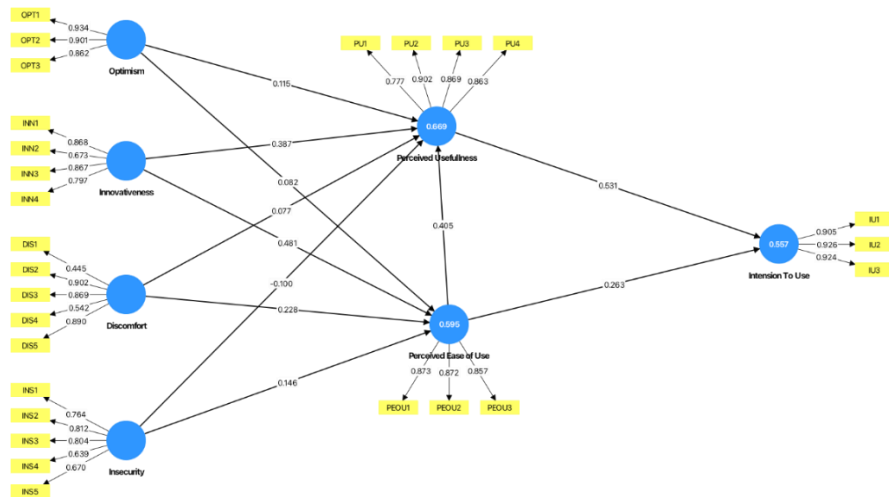 OPT1
0.934
OPT2
0.901
OPT3
0.862
Optimism
INN1
0.868
INN2
0.673
INN3
0.867
INN4
0.797
Innovativeness
DIS1
0.445
DIS2
0.902
DIS3
0.869
DIS4
0.542
DIS5
0.890
Discomfort
INS1
0.764
INS2
0.812
INS3
0.804
INS4
0.639
INS5
0.670
Insecurity
0.115
0.387
0.082
0.077
0.481
-0.100
0.228
0.146
PU1
PU2
PU3
PU4
0.777
0.902
0.869
0.863
0.669
Perceived Usefullness
0.405
0.595
Perceived Ease of Use
0.873
0.872
0.857
PEOU1
PEOU2
PEOU3
0.531
0.263
0.557
Intension To Use
0.905
IU1
0.926
IU2
0.924
IU3